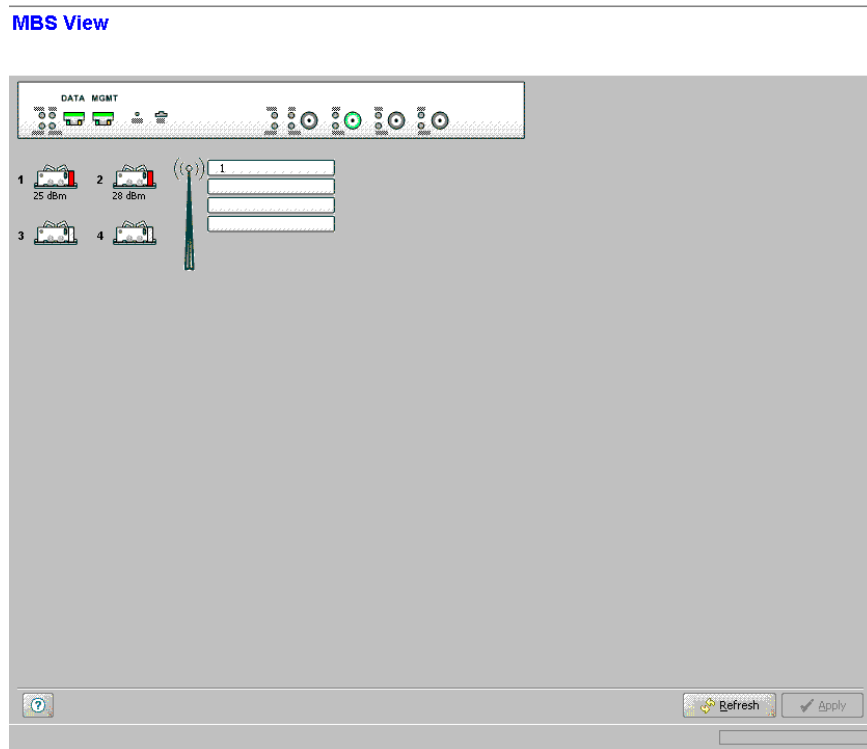 MBS View
DATA MGMT
1
2
1
25 dBm
28 dBm
3
4
?
Refresh
Apply